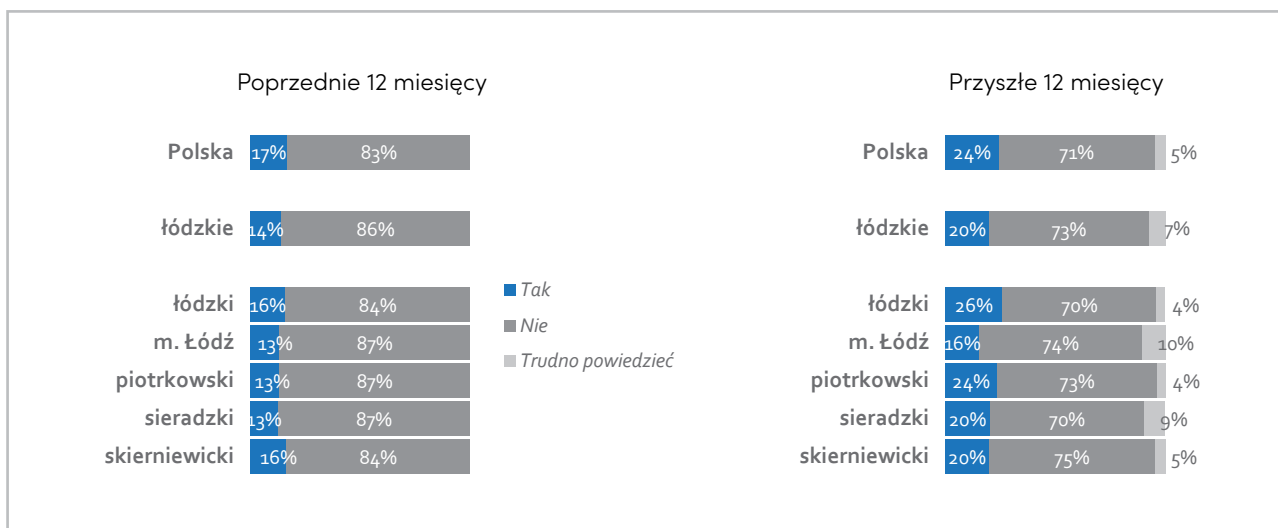 Poprzednie 12 miesięcy
Polska 17% 83%
łódzkie 14% 86%
łódzki 16% 84%
m. Łódź 13% 87%
piotrkowski 13% 87%
sieradzki 13% 87%
skierniewicki 16% 84%
Tak
Nie
Trudno powiedzieć
Przyszłe 12 miesięcy
Polska 24% 71% 5%
łódzkie 20% 73% 7%
łódzki 26% 70% 4%
m. Łódź 16% 74% 10%
piotrkowski 24% 73% 4%
sieradzki 20% 70% 9%
skierniewicki 20% 75% 5%